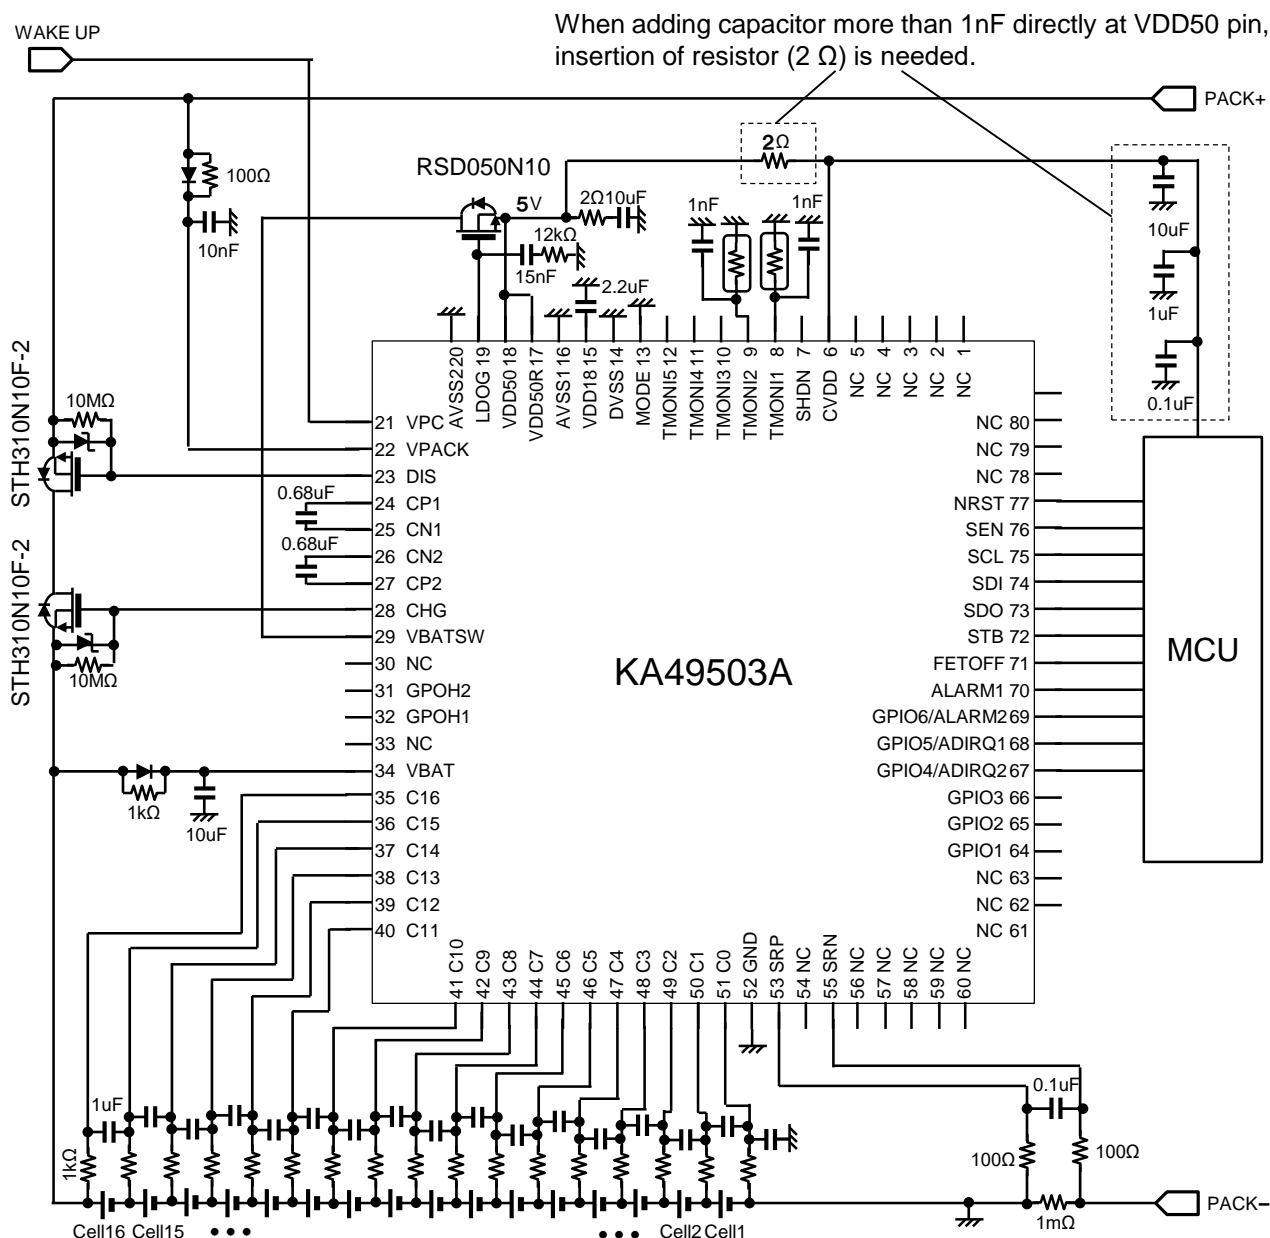 When adding capacitor more than 1nF directly at VDD50 pin,
insertion of resistor (2 Ω) is needed.
WAKE UP
PACK+
2Ω
RSD050N10
100Ω
10nF
5V
2Ω
10uF
12kΩ
15nF
2.2uF
1nF
1nF
10uF
1uF
0.1uF
AVSS2 20
LDOG 19
VDD50 18
VDD50R 17
AVSS1 16
VDD18 15
DVSS 14
MODE 13
TMONI5 12
TMONI4 11
TMONI3 10
TMONI2 9
TMONI1 8
SHDN 7
CVDD 6
NC 5
NC 4
NC 3
NC 2
NC 1
STH310N10F-2
10MΩ
STH310N10F-2
10MΩ
0.68uF
0.68uF
21 VPC
22 VPACK
23 DIS
24 CP1
25 CN1
26 CN2
27 CP2
28 CHG
29 VBATSW
30 NC
31 GPOH2
32 GPOH1
33 NC
34 VBAT
35 C16
36 C15
37 C14
38 C13
39 C12
40 C11
1kΩ
10uF
KA49503A
NC 80
NC 79
NC 78
NRST 77
SEN 76
SCL 75
SDI 74
SDO 73
STB 72
FETOFF 71
ALARM1 70
GPIO6/ALARM2 69
GPIO5/ADIRQ1 68
GPIO4/ADIRQ2 67
GPIO3 66
GPIO2 65
GPIO1 64
NC 63
NC 62
NC 61
MCU
41 C10
42 C9
43 C8
44 C7
45 C6
46 C5
47 C4
48 C3
49 C2
50 C1
51 C0
52 GND
53 SRP
54 NC
55 SRN
56 NC
57 NC
58 NC
59 NC
60 NC
1uF
1kΩ
0.1uF
100Ω
100Ω
1mΩ
PACK−
Cell16 Cell15 ••• ••• Cell2 Cell1